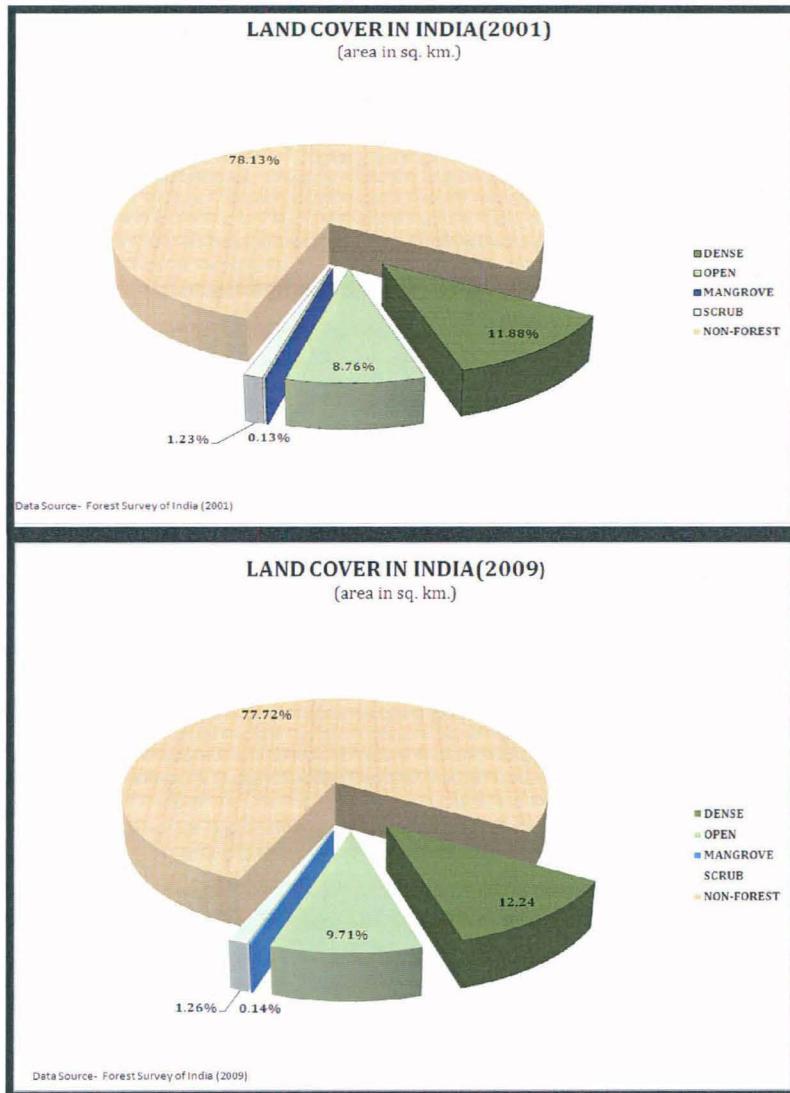 LAND COVER IN INDIA(2001)
(area in sq. km.)
78.13%
11.88%
8.76%
1.23%
0.13%
DENSE
OPEN
MANGROVE
SCRUB
NON-FOREST
Data Source- Forest Survey of India (2001)
LAND COVER IN INDIA(2009)
(area in sq. km.)
77.72%
12.24
9.71%
1.26%
0.14%
DENSE
OPEN
MANGROVE
SCRUB
NON-FOREST
Data Source- Forest Survey of India (2009)